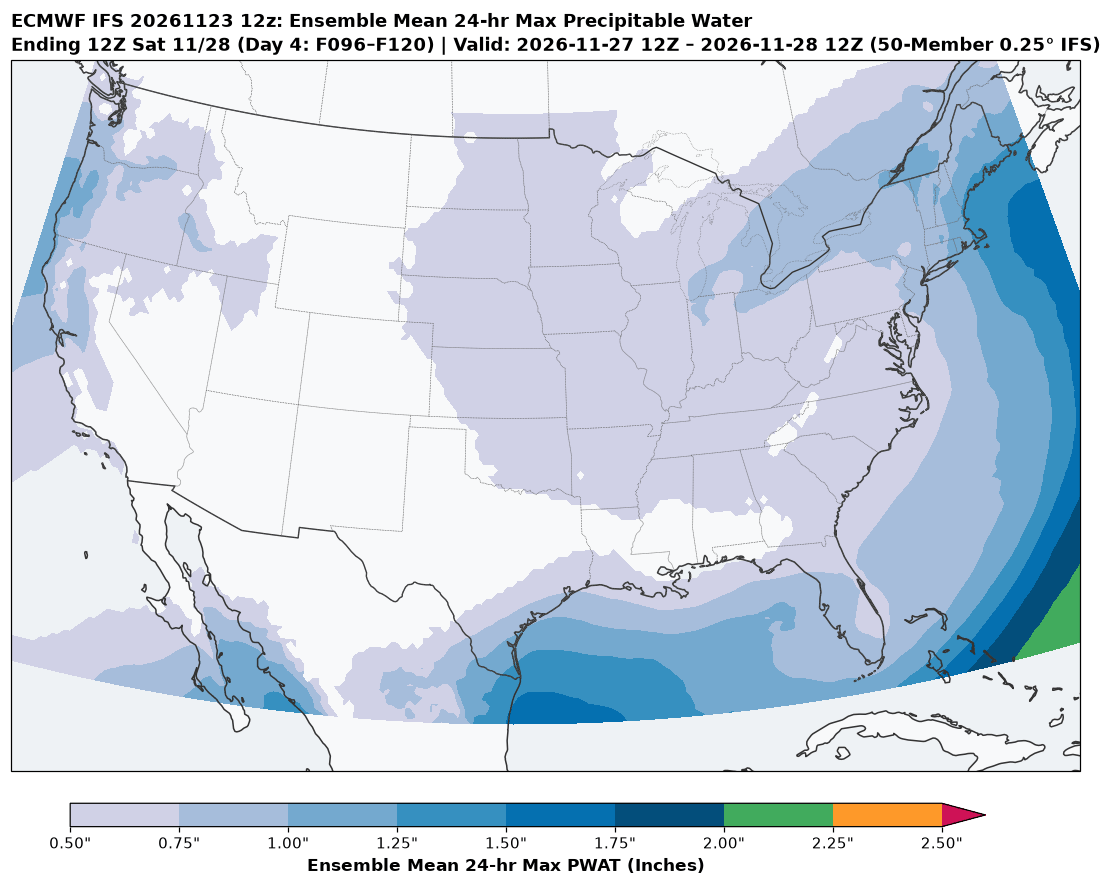 ECMWF IFS 20261123 12z: Ensemble Mean 24-hr Max Precipitable Water
Ending 12Z Sat 11/28 (Day 4: F096–F120) | Valid: 2026-11-27 12Z – 2026-11-28 12Z (50-Member 0.25° IFS)
0.50" 0.75" 1.00" 1.25" 1.50" 1.75" 2.00" 2.25" 2.50"
Ensemble Mean 24-hr Max PWAT (Inches)